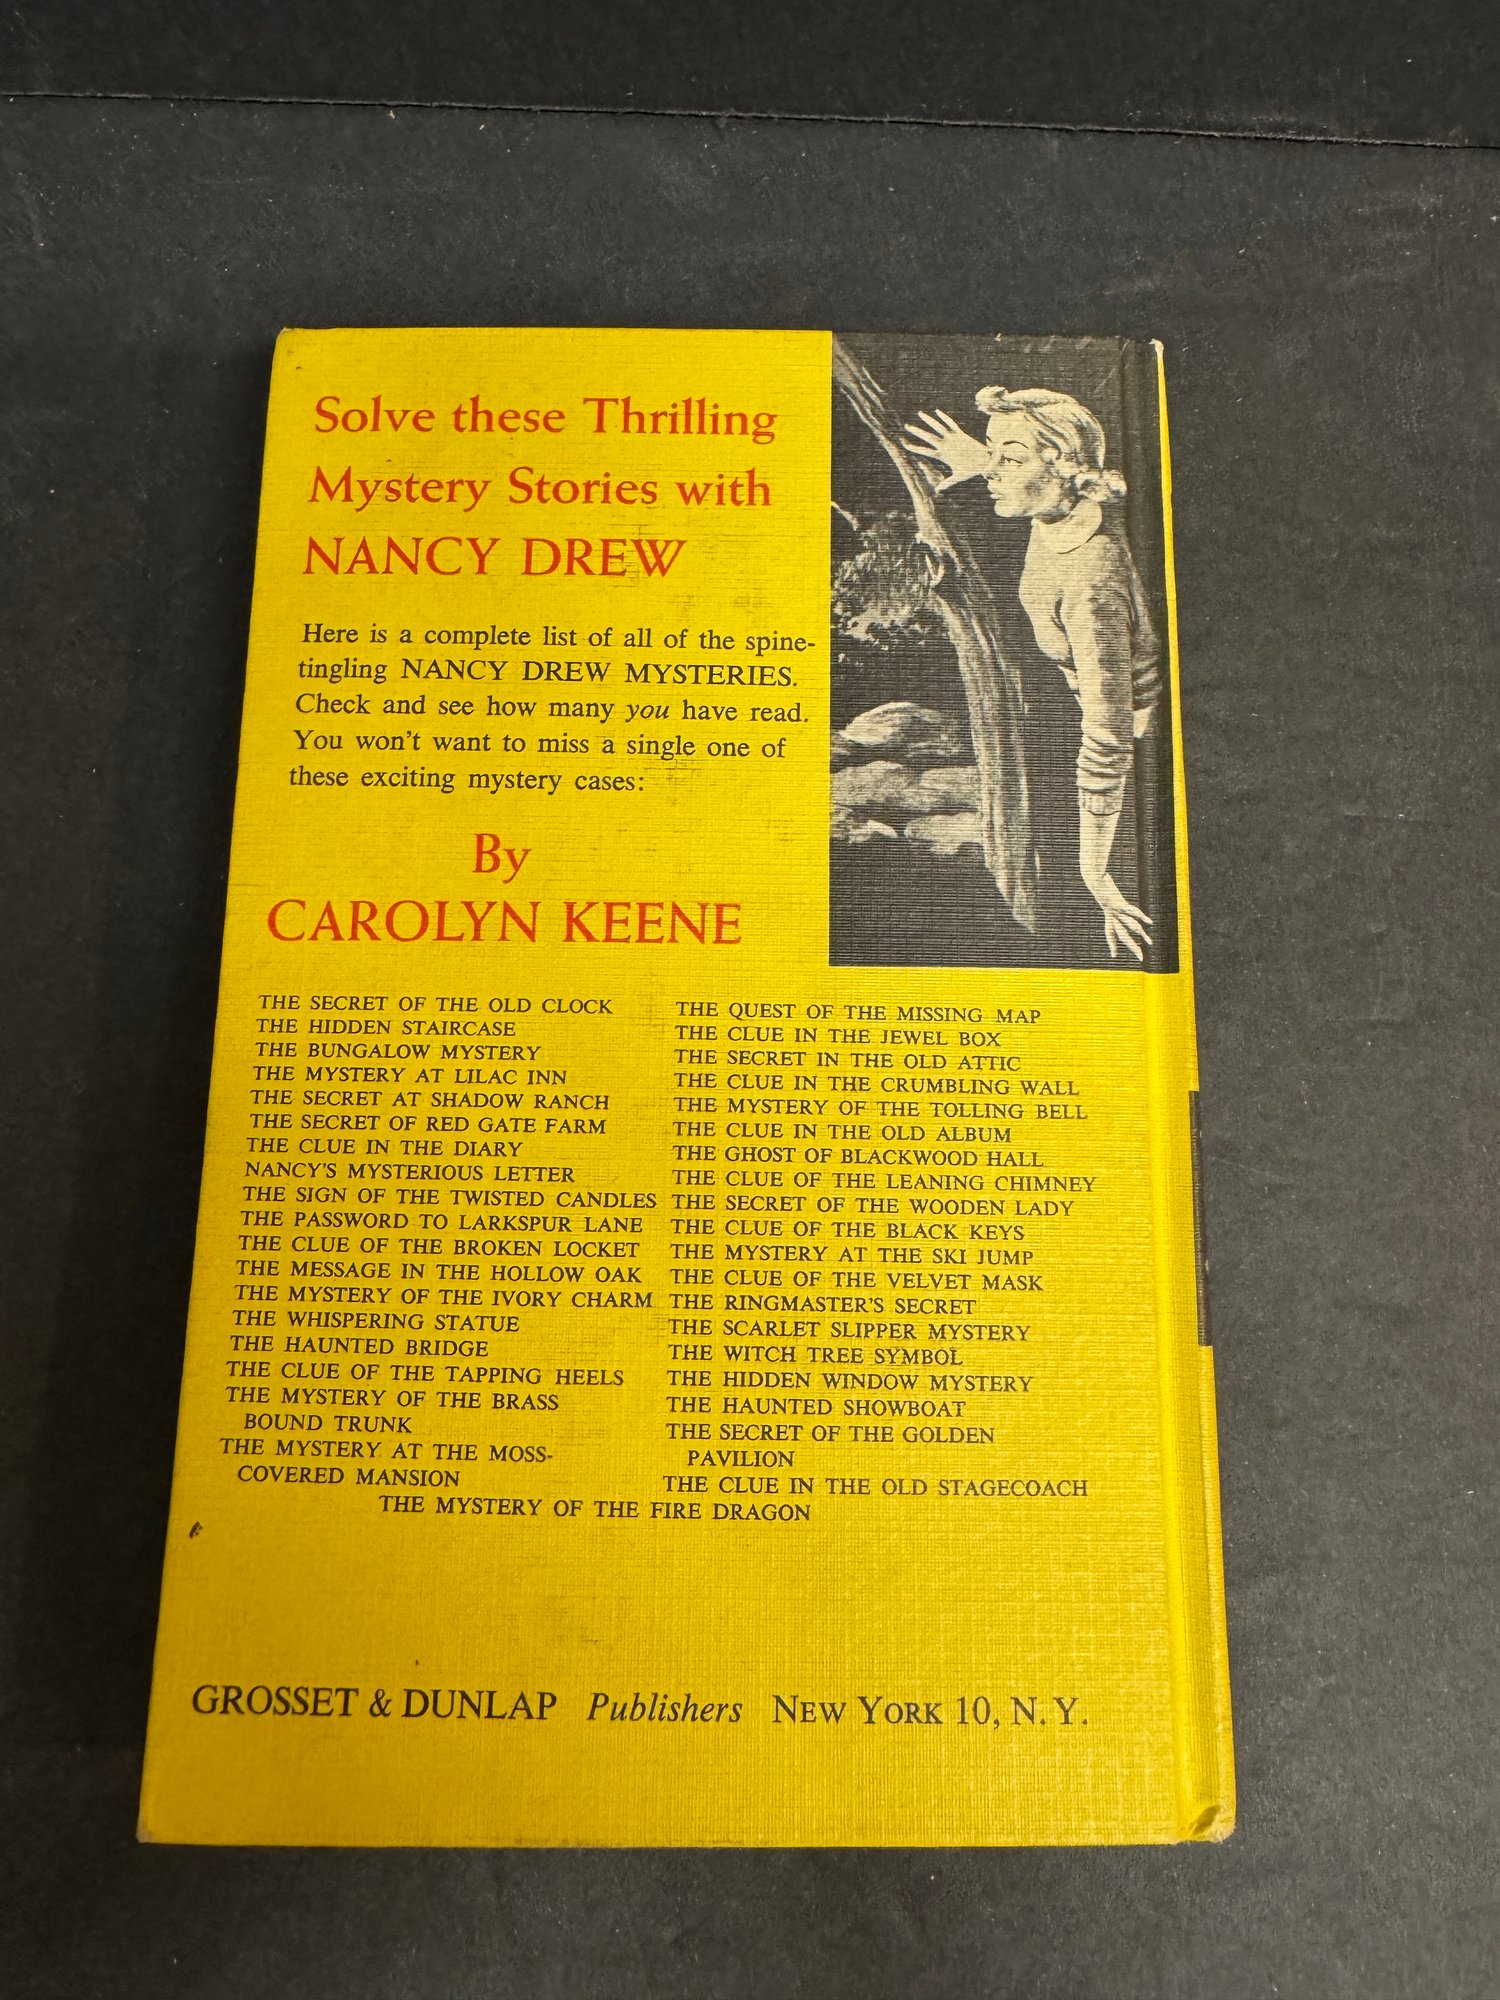 Solve these Thrilling
Mystery Stories with
NANCY DREW
Here is a complete list of all of the spine-
tingling NANCY DREW MYSTERIES.
Check and see how many you have read.
You won't want to miss a single one of
these exciting mystery cases:
By
CAROLYN KEENE
THE SECRET OF THE OLD CLOCK
THE HIDDEN STAIRCASE
THE BUNGALOW MYSTERY
THE MYSTERY AT LILAC INN
THE SECRET AT SHADOW RANCH
THE SECRET OF RED GATE FARM
THE CLUE IN THE DIARY
NANCY'S MYSTERIOUS LETTER
THE SIGN OF THE TWISTED CANDLES
THE PASSWORD TO LARKSPUR LANE
THE CLUE OF THE BROKEN LOCKET
THE MESSAGE IN THE HOLLOW OAK
THE MYSTERY OF THE IVORY CHARM
THE WHISPERING STATUE
THE HAUNTED BRIDGE
THE CLUE OF THE TAPPING HEELS
THE MYSTERY OF THE BRASS
BOUND TRUNK
THE MYSTERY AT THE MOSS-
COVERED MANSION
THE QUEST OF THE MISSING MAP
THE CLUE IN THE JEWEL BOX
THE SECRET IN THE OLD ATTIC
THE CLUE IN THE CRUMBLING WALL
THE MYSTERY OF THE TOLLING BELL
THE CLUE IN THE OLD ALBUM
THE GHOST OF BLACKWOOD HALL
THE CLUE OF THE LEANING CHIMNEY
THE SECRET OF THE WOODEN LADY
THE CLUE OF THE BLACK KEYS
THE MYSTERY AT THE SKI JUMP
THE CLUE OF THE VELVET MASK
THE RINGMASTER'S SECRET
THE SCARLET SLIPPER MYSTERY
THE WITCH TREE SYMBOL
THE HIDDEN WINDOW MYSTERY
THE HAUNTED SHOWBOAT
THE SECRET OF THE GOLDEN
PAVILION
THE CLUE IN THE OLD STAGECOACH
THE MYSTERY OF THE FIRE DRAGON
GROSSET & DUNLAP Publishers NEW YORK 10, N. Y.